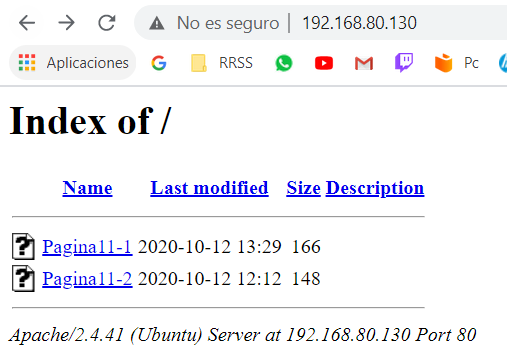 No es seguro | 192.168.80.130
Aplicaciones RRSS Pc
Index of /
Name Last modified Size Description
Pagina11-1 2020-10-12 13:29 166
Pagina11-2 2020-10-12 12:12 148
Apache/2.4.41 (Ubuntu) Server at 192.168.80.130 Port 80